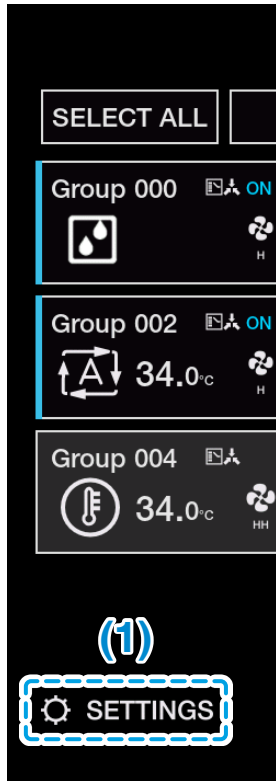 SELECT ALL
Group 000 ON
H
Group 002 ON
A 34.0°C
H
Group 004
34.0°C
HH
(1)
SETTINGS